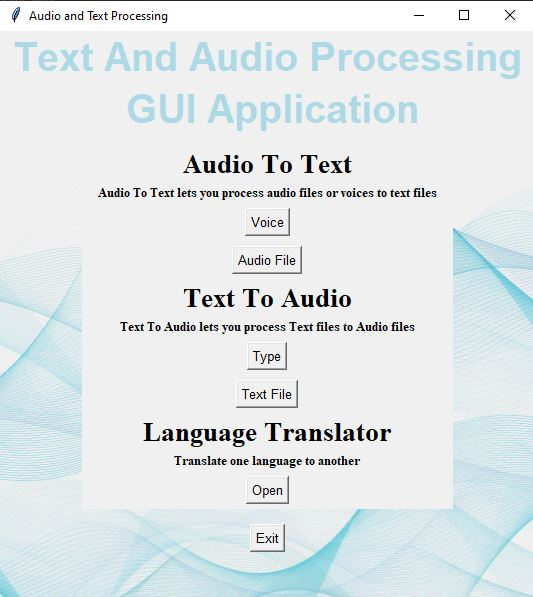 Audio and Text Processing
Text And Audio Processing
GUI Application
Audio To Text
Audio To Text lets you process audio files or voices to text files
Voice
Audio File
Text To Audio
Text To Audio lets you process Text files to Audio files
Type
Text File
Language Translator
Translate one language to another
Open
Exit